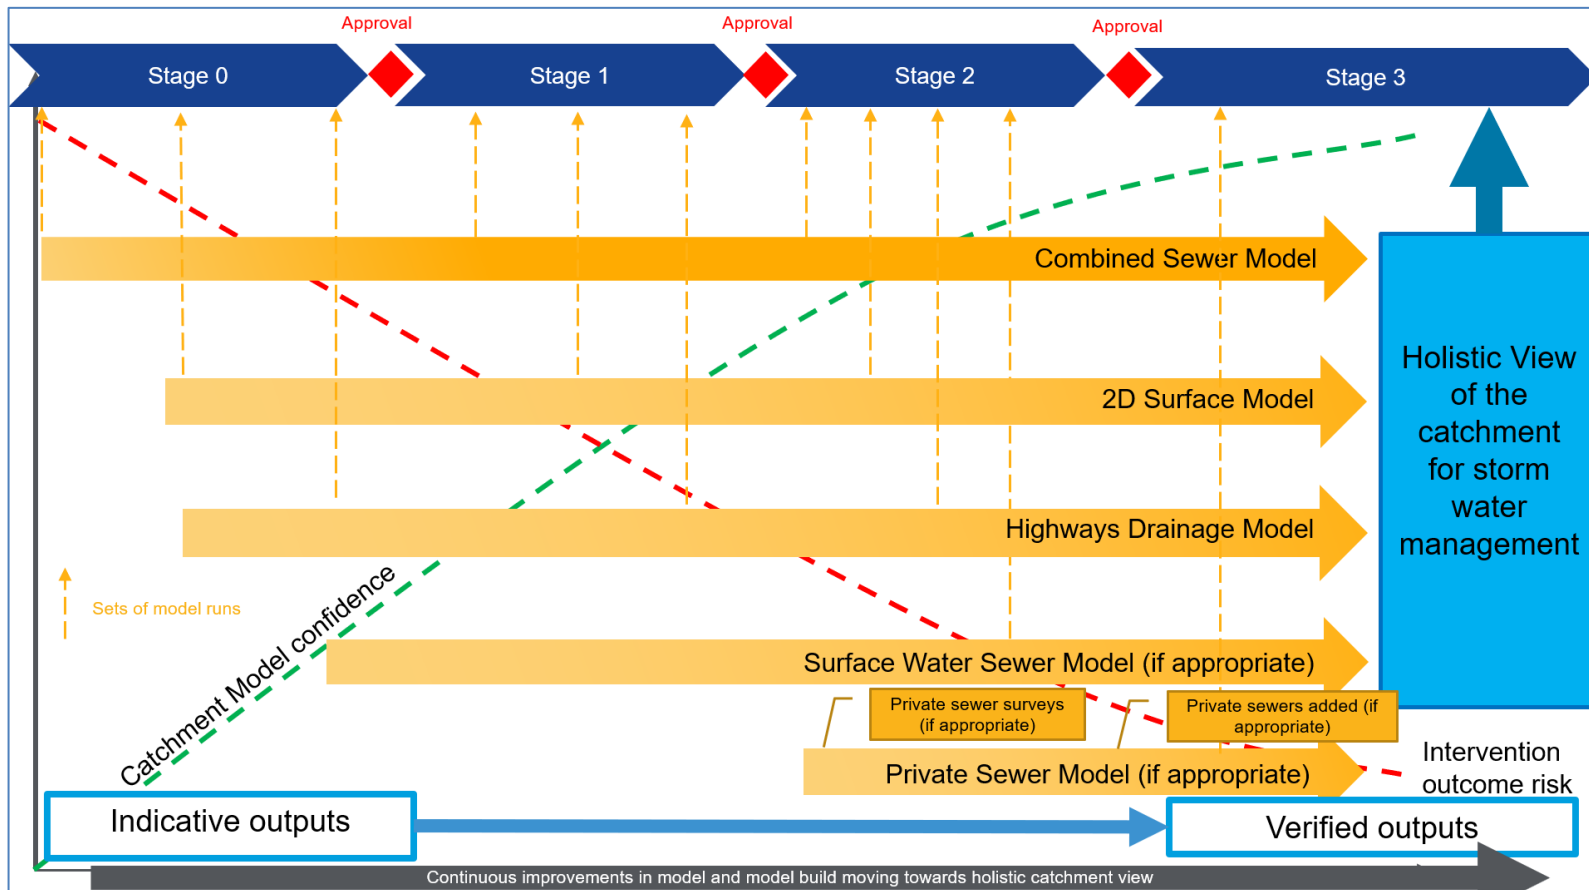 Approval
Approval
Approval
Stage 0
Stage 1
Stage 2
Stage 3
Combined Sewer Model
2D Surface Model
Highways Drainage Model
Surface Water Sewer Model (if appropriate)
Private sewer surveys
(if appropriate)
Private sewers added (if
appropriate)
Private Sewer Model (if appropriate)
Holistic View
of the
catchment
for storm
water
management
Sets of model runs
Catchment Model confidence
Intervention
outcome risk
Indicative outputs
Verified outputs
Continuous improvements in model and model build moving towards holistic catchment view